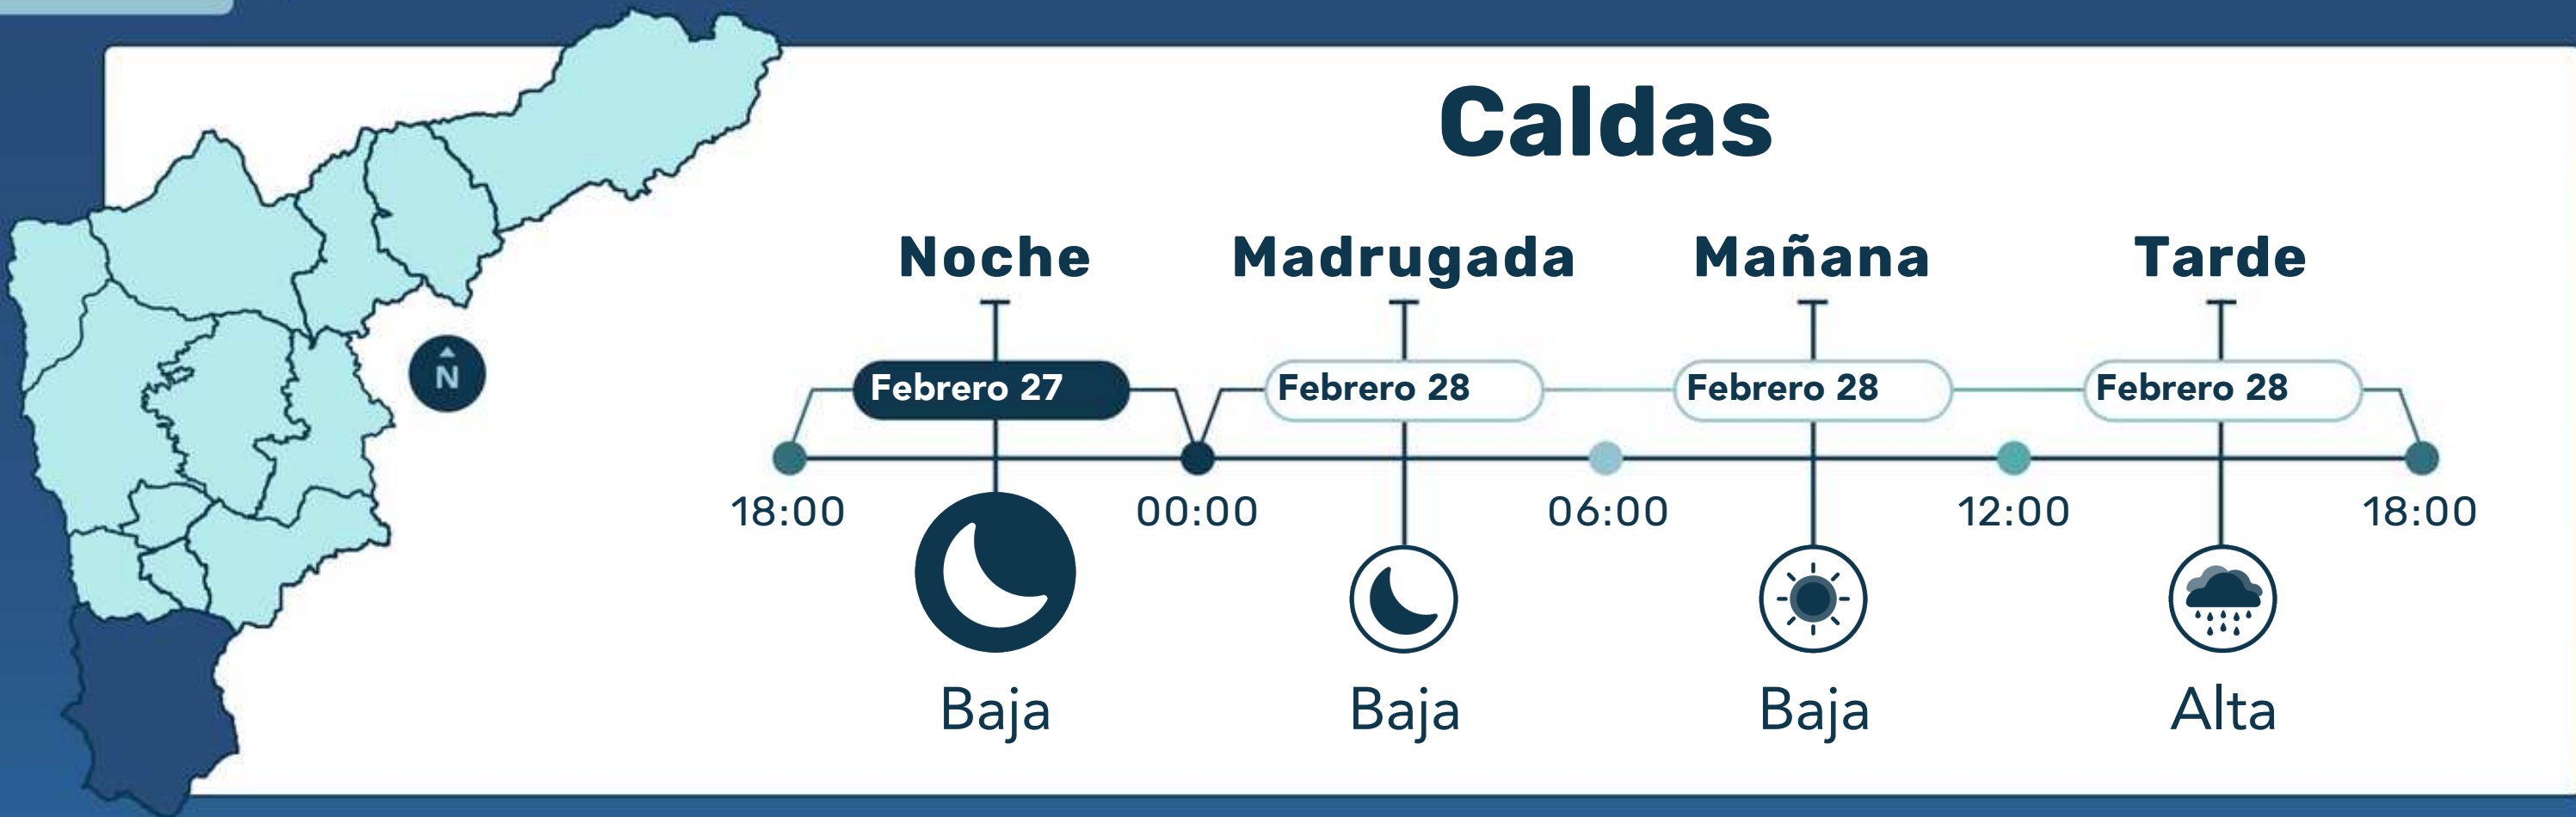 Caldas
Noche Madrugada Mañana Tarde
Febrero 27 Febrero 28 Febrero 28 Febrero 28
N
18:00 00:00 06:00 12:00 18:00
Baja Baja Baja Alta